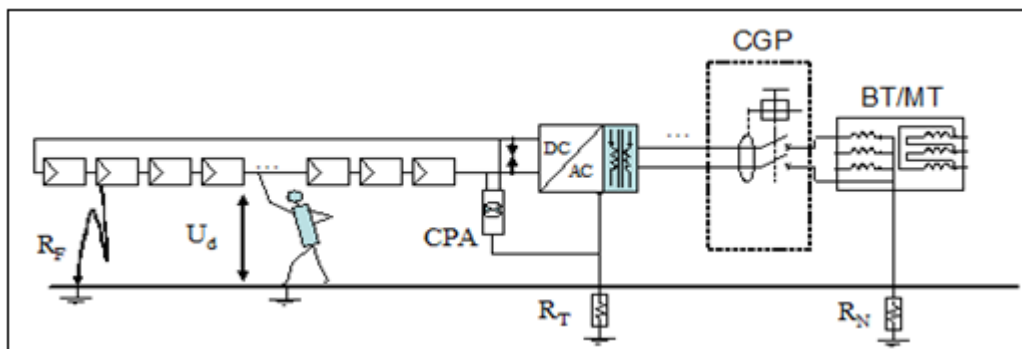 CGP
BT/MT
DC
AC
...
...
R_F
U_d
CPA
R_T
R_N